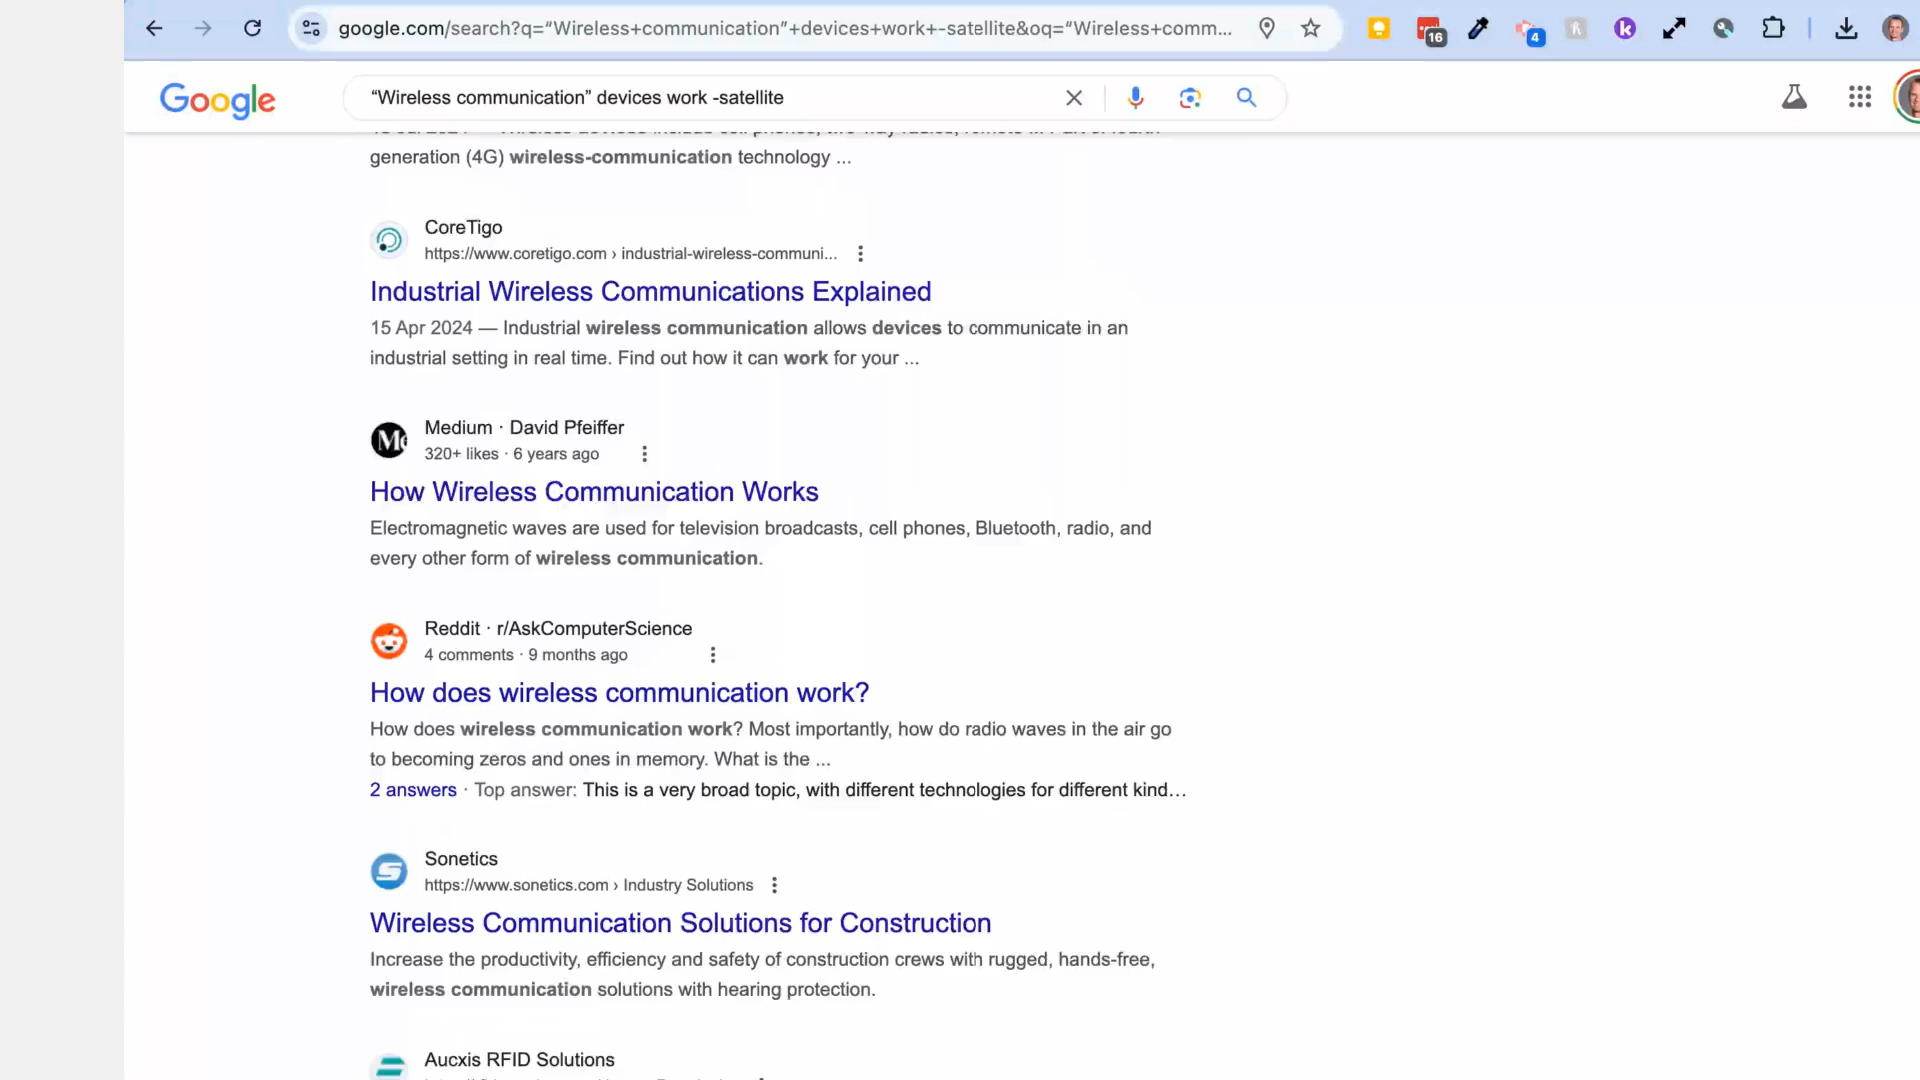 google.com/search?q=“Wireless+communication”+devices+work+-satellite&oq=“Wireless+comm...
16
4
Google
“Wireless communication” devices work -satellite
generation (4G) wireless-communication technology ...
CoreTigo
https://www.coretigo.com › industrial-wireless-communi...
Industrial Wireless Communications Explained
15 Apr 2024 — Industrial wireless communication allows devices to communicate in an
industrial setting in real time. Find out how it can work for your ...
Medium · David Pfeiffer
320+ likes · 6 years ago
How Wireless Communication Works
Electromagnetic waves are used for television broadcasts, cell phones, Bluetooth, radio, and
every other form of wireless communication.
Reddit · r/AskComputerScience
4 comments · 9 months ago
How does wireless communication work?
How does wireless communication work? Most importantly, how do radio waves in the air go
to becoming zeros and ones in memory. What is the ...
2 answers · Top answer: This is a very broad topic, with different technologies for different kind...
Sonetics
https://www.sonetics.com › Industry Solutions
Wireless Communication Solutions for Construction
Increase the productivity, efficiency and safety of construction crews with rugged, hands-free,
wireless communication solutions with hearing protection.
Aucxis RFID Solutions